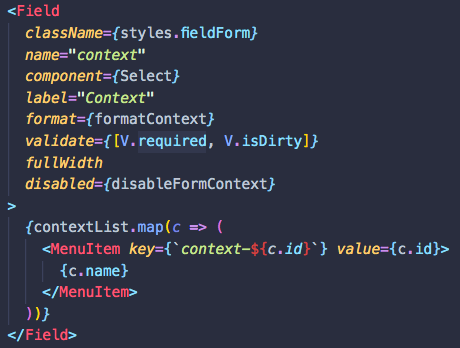 <Field
className={styles.fieldForm}
name="context"
component={Select}
label="Context"
format={formatContext}
validate={[V.required, V.isDirty]}
fullWidth
disabled={disableFormContext}
>
{contextList.map(c => (
<MenuItem key={`context-${c.id}`} value={c.id}>
{c.name}
</MenuItem>
))}
</Field>